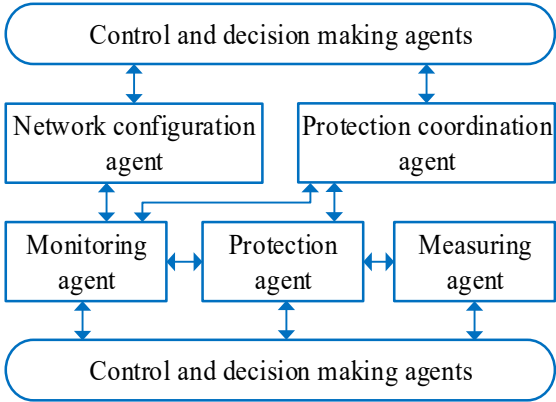 Control and decision making agents
Network configuration
agent
Protection coordination
agent
Monitoring
agent
Protection
agent
Measuring
agent
Control and decision making agents